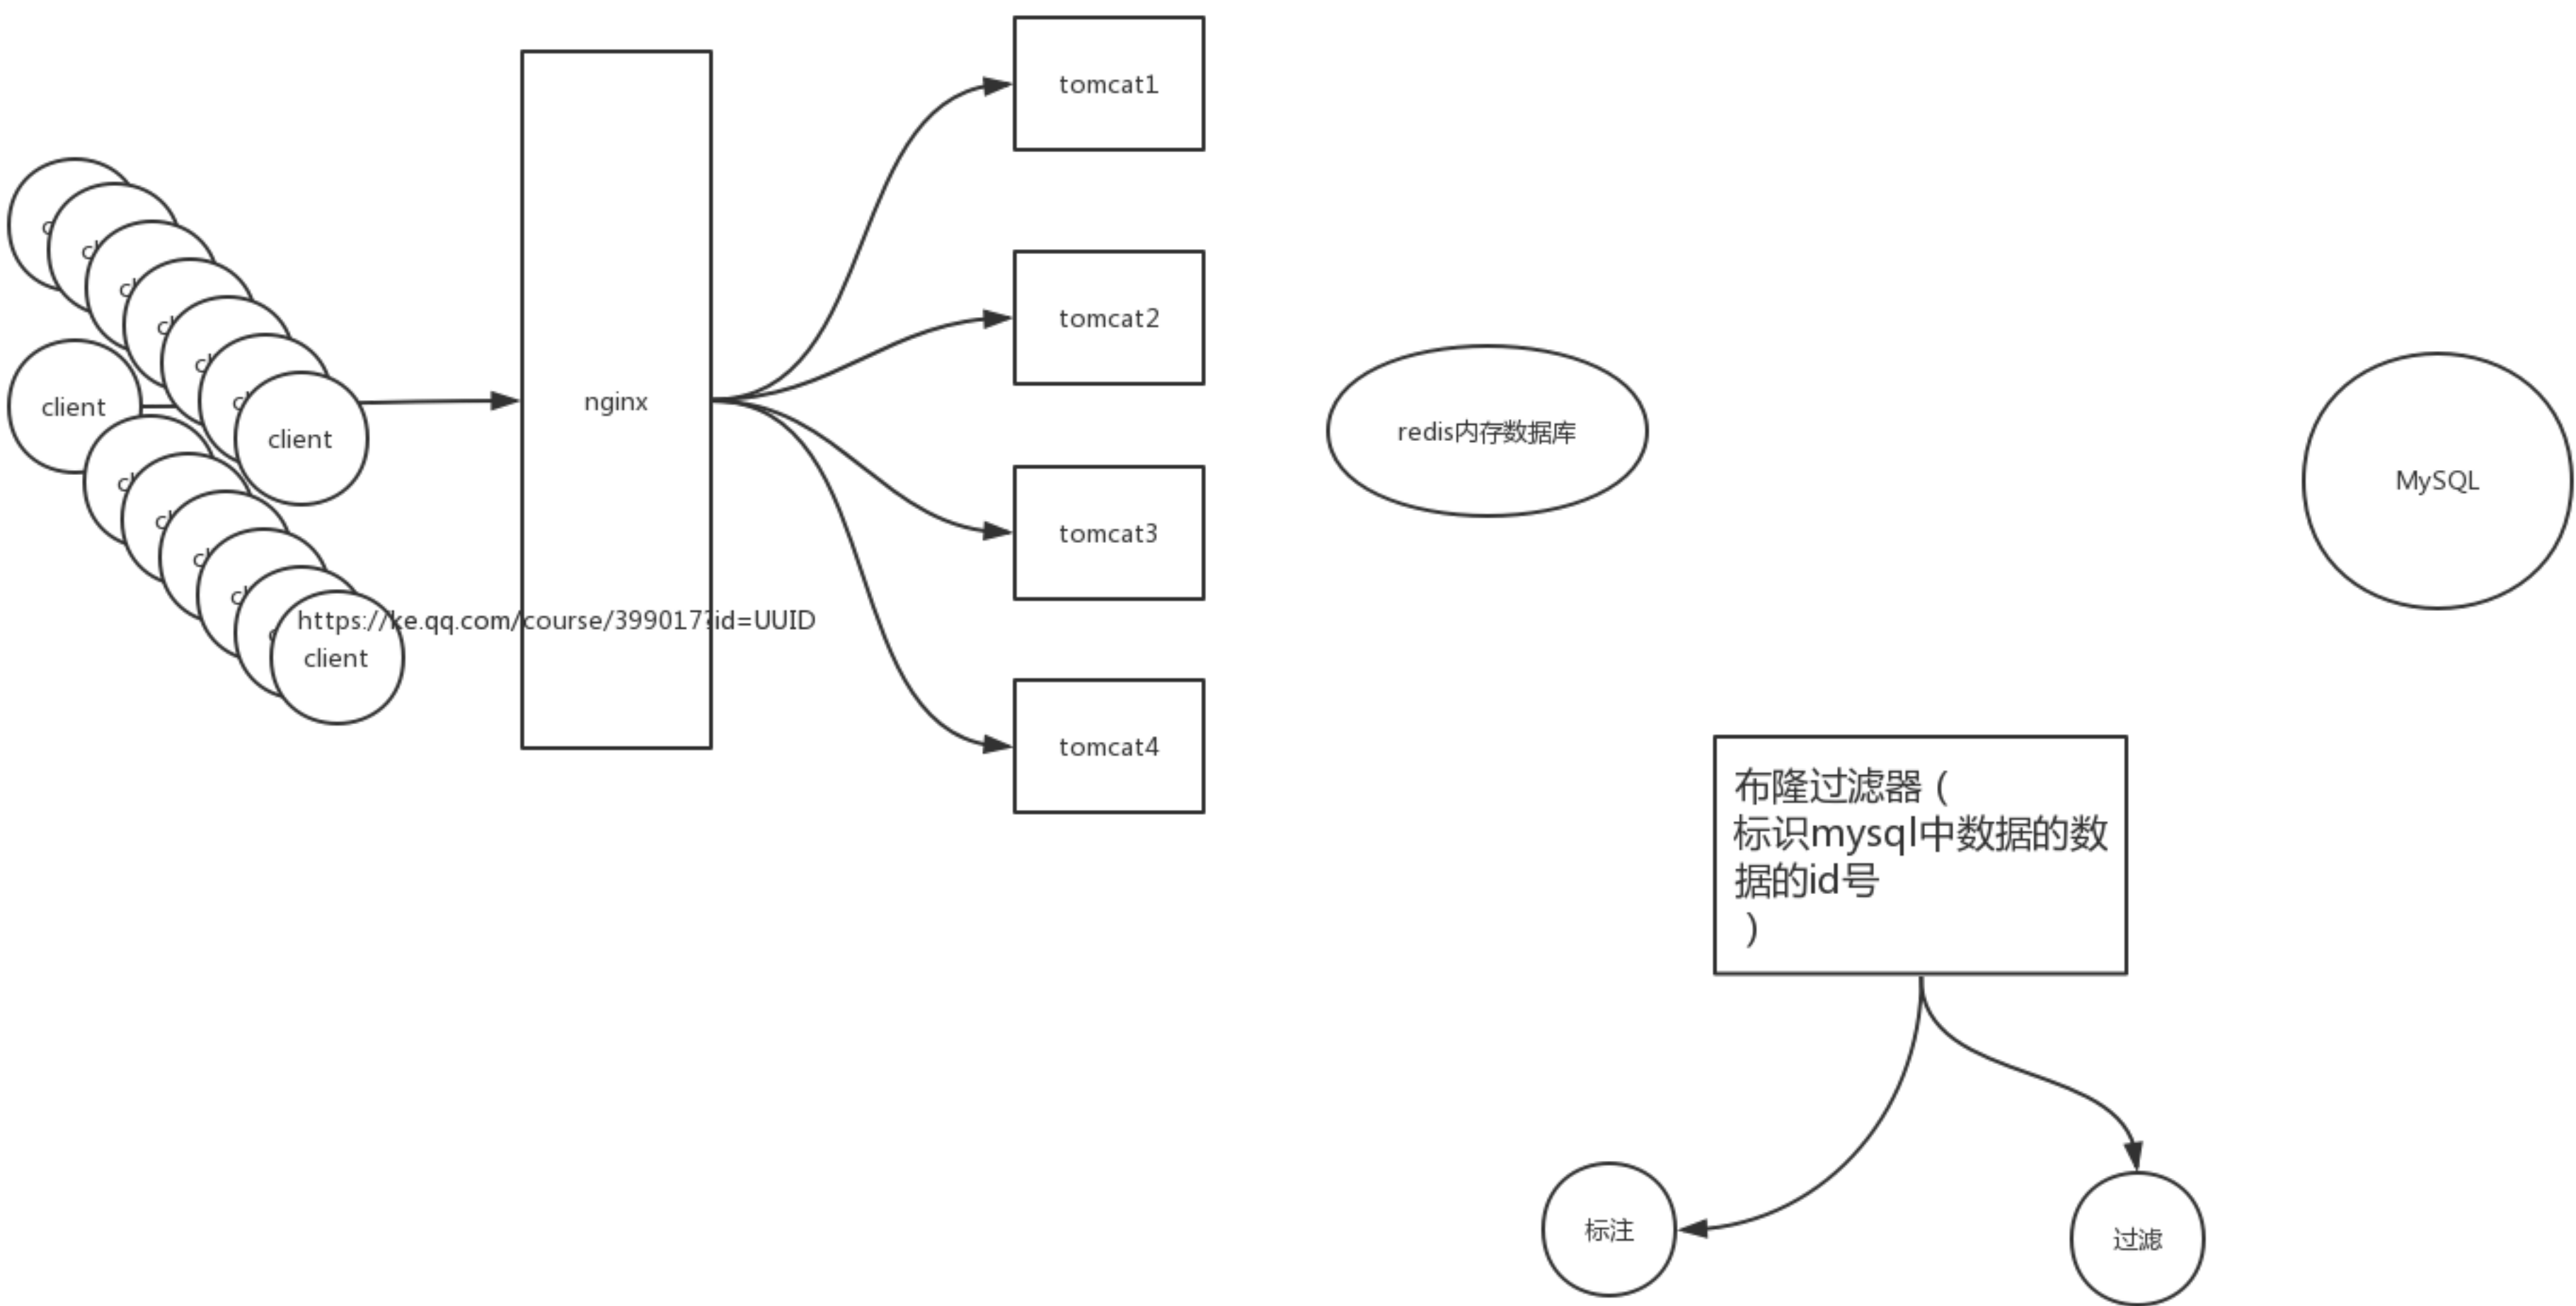 tomcat1
tomcat2
client
nginx
client
redis内存数据库
MySQL
tomcat3
https://ke.qq.com/course/399017?id=UUID
client
tomcat4
布隆过滤器（
标识mysql中数据的数
据的id号
）
标注
过滤